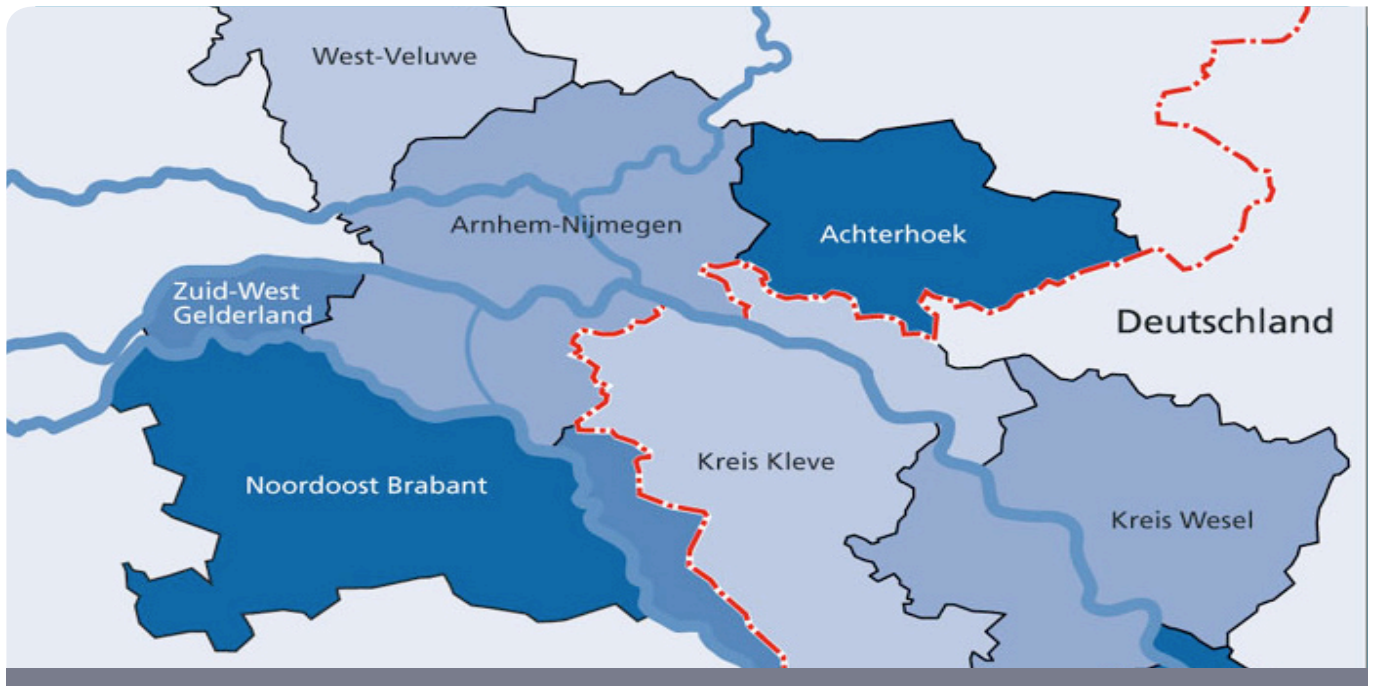 West-Veluwe
Arnhem-Nijmegen
Achterhoek
Zuid-West
Gelderland
Deutschland
Kreis Kleve
Noordoost Brabant
Kreis Wesel